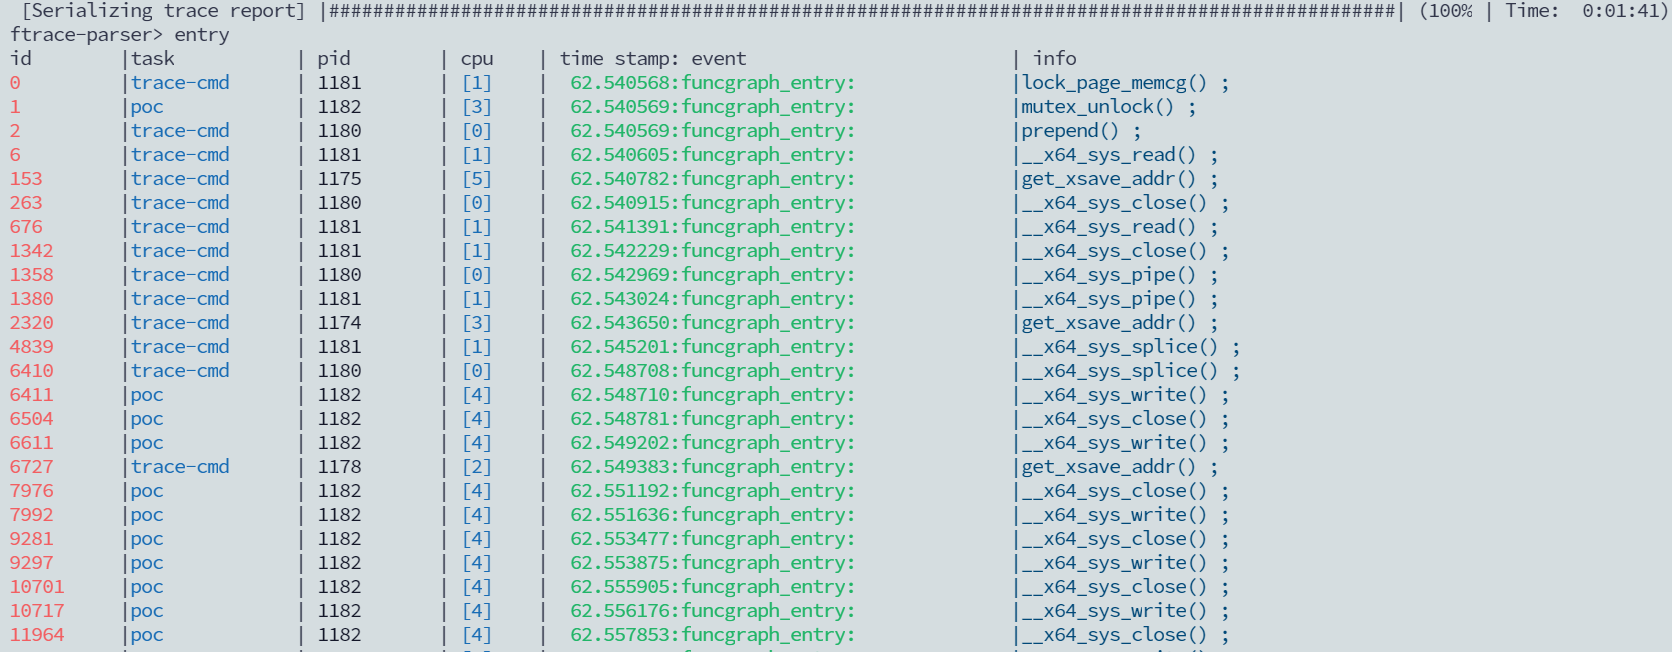 [Serializing trace report] |#################################################################################################| (100% | Time:  0:01:41)
ftrace-parser> entry
id         |task           | pid        | cpu    | time stamp: event                        | info
0          |trace-cmd      | 1181       | [1]    |  62.540568:funcgraph_entry:              |lock_page_memcg() ;
1          |poc            | 1182       | [3]    |  62.540569:funcgraph_entry:              |mutex_unlock() ;
2          |trace-cmd      | 1180       | [0]    |  62.540569:funcgraph_entry:              |prepend() ;
6          |trace-cmd      | 1181       | [1]    |  62.540605:funcgraph_entry:              |__x64_sys_read() ;
153        |trace-cmd      | 1175       | [5]    |  62.540782:funcgraph_entry:              |get_xsave_addr() ;
263        |trace-cmd      | 1180       | [0]    |  62.540915:funcgraph_entry:              |__x64_sys_close() ;
676        |trace-cmd      | 1181       | [1]    |  62.541391:funcgraph_entry:              |__x64_sys_read() ;
1342       |trace-cmd      | 1181       | [1]    |  62.542229:funcgraph_entry:              |__x64_sys_close() ;
1358       |trace-cmd      | 1180       | [0]    |  62.542969:funcgraph_entry:              |__x64_sys_pipe() ;
1380       |trace-cmd      | 1181       | [1]    |  62.543024:funcgraph_entry:              |__x64_sys_pipe() ;
2320       |trace-cmd      | 1174       | [3]    |  62.543650:funcgraph_entry:              |get_xsave_addr() ;
4839       |trace-cmd      | 1181       | [1]    |  62.545201:funcgraph_entry:              |__x64_sys_splice() ;
6410       |trace-cmd      | 1180       | [0]    |  62.548708:funcgraph_entry:              |__x64_sys_splice() ;
6411       |poc            | 1182       | [4]    |  62.548710:funcgraph_entry:              |__x64_sys_write() ;
6504       |poc            | 1182       | [4]    |  62.548781:funcgraph_entry:              |__x64_sys_close() ;
6611       |poc            | 1182       | [4]    |  62.549202:funcgraph_entry:              |__x64_sys_write() ;
6727       |trace-cmd      | 1178       | [2]    |  62.549383:funcgraph_entry:              |get_xsave_addr() ;
7976       |poc            | 1182       | [4]    |  62.551192:funcgraph_entry:              |__x64_sys_close() ;
7992       |poc            | 1182       | [4]    |  62.551636:funcgraph_entry:              |__x64_sys_write() ;
9281       |poc            | 1182       | [4]    |  62.553477:funcgraph_entry:              |__x64_sys_close() ;
9297       |poc            | 1182       | [4]    |  62.553875:funcgraph_entry:              |__x64_sys_write() ;
10701      |poc            | 1182       | [4]    |  62.555905:funcgraph_entry:              |__x64_sys_close() ;
10717      |poc            | 1182       | [4]    |  62.556176:funcgraph_entry:              |__x64_sys_write() ;
11964      |poc            | 1182       | [4]    |  62.557853:funcgraph_entry:              |__x64_sys_close() ;